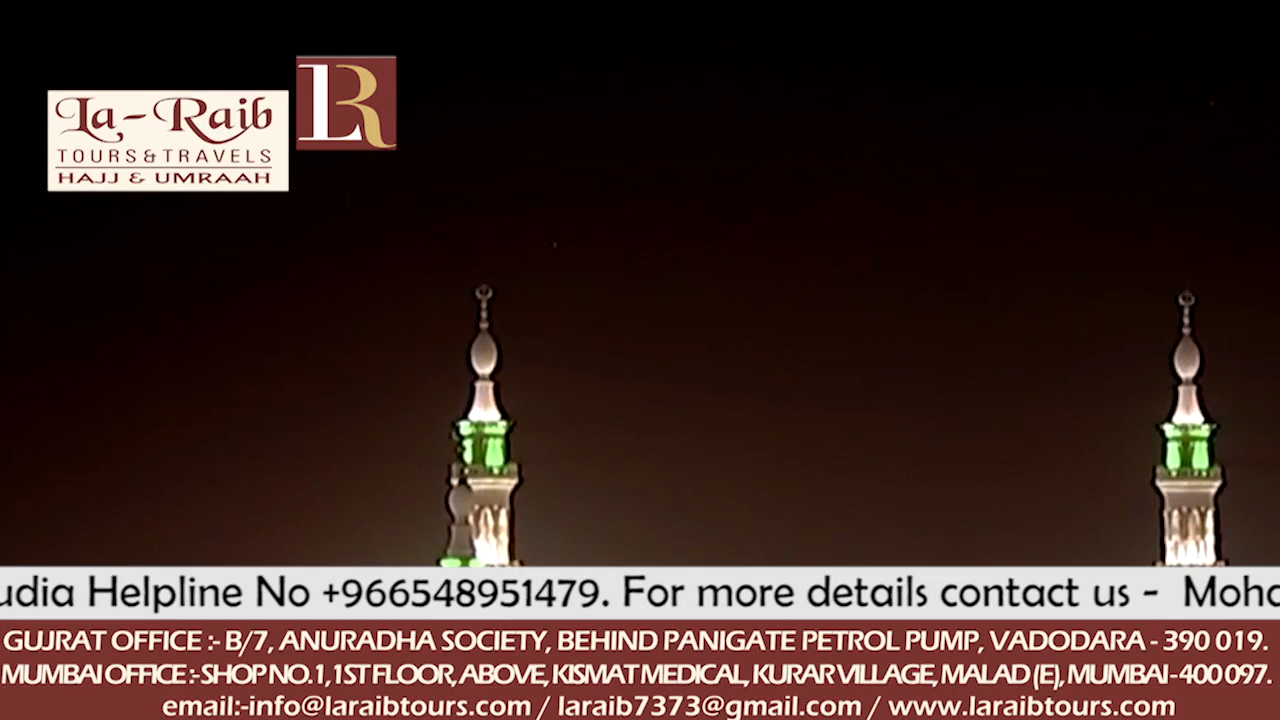 La-Raib
TOURS & TRAVELS
HAJJ & UMRAAH
LR
udia Helpline No +966548951479. For more details contact us - Moh
GUJRAT OFFICE :- B/7, ANURADHA SOCIETY, BEHIND PANIGATE PETROL PUMP, VADODARA - 390 019.
MUMBAI OFFICE :- SHOP NO. 1, 1ST FLOOR, ABOVE, KISMAT MEDICAL, KURAR VILLAGE, MALAD (E), MUMBAI - 400 097.
email:-info@laraibtours.com / laraib7373@gmail.com / www.laraibtours.com